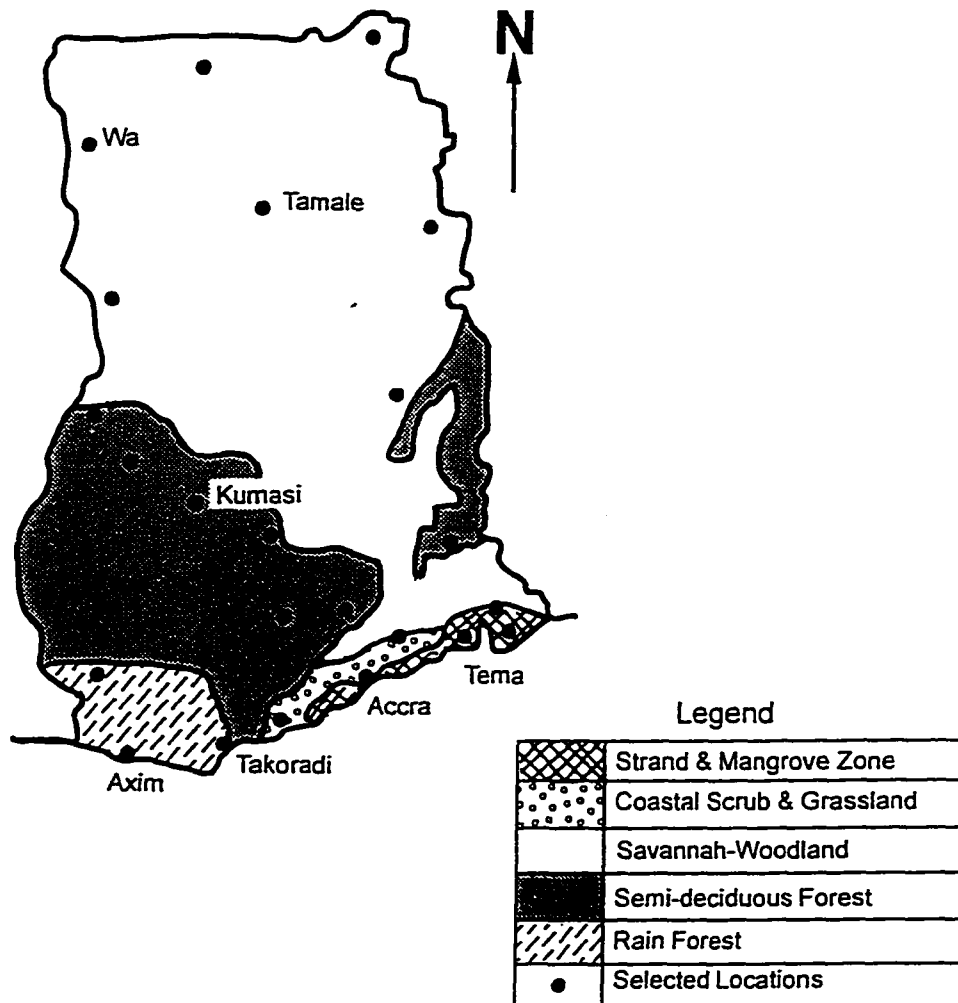 N
Wa
Tamale
Kumasi
Tema
Accra
Takoradi
Axim
Legend
Strand & Mangrove Zone
Coastal Scrub & Grassland
Savannah-Woodland
Semi-deciduous Forest
Rain Forest
Selected Locations